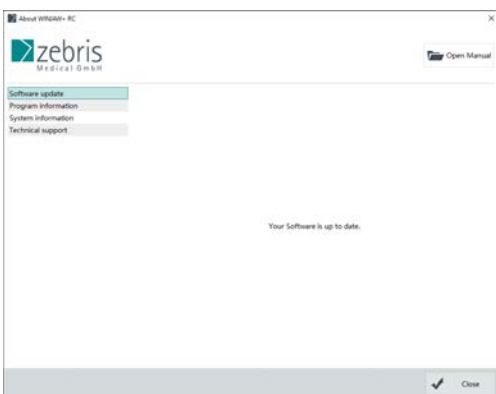 About WINJAW+ RC
zebris
Medical GmbH
Open Manual
Software update
Program information
System information
Technical support
Your Software is up to date.
Close